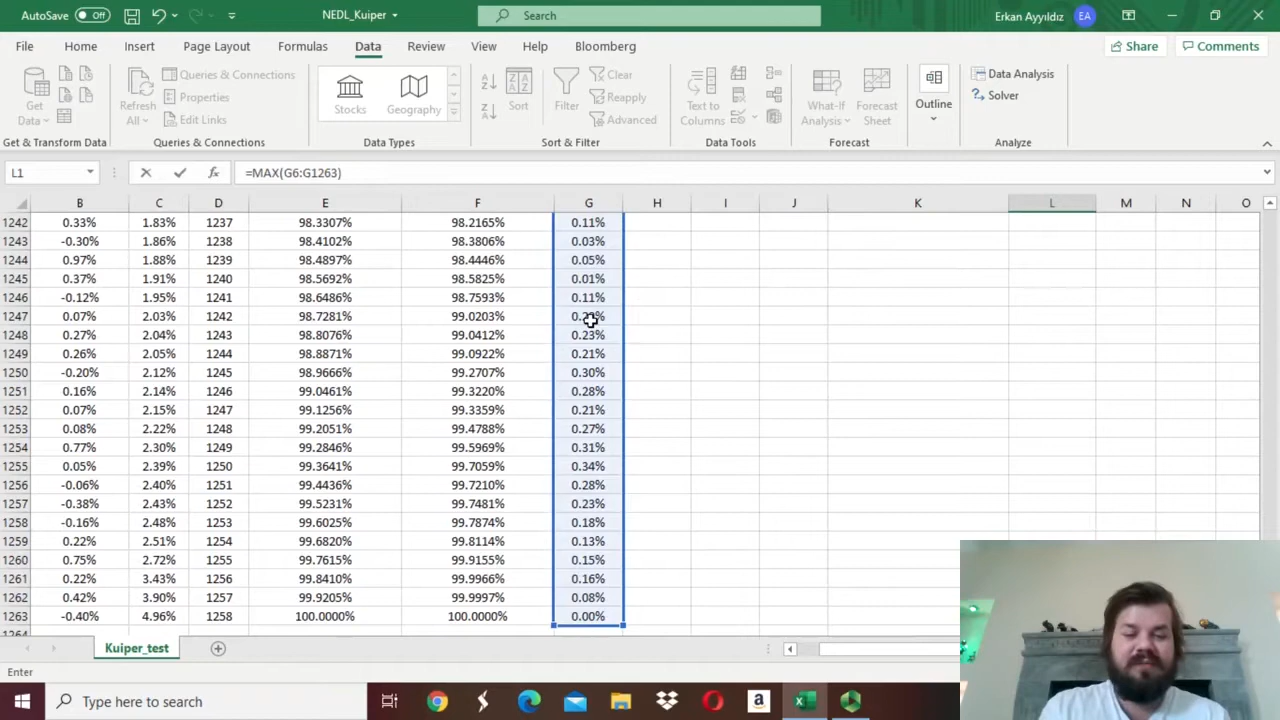 AutoSave Off NEDL_Kuiper Search Erkan Ayyıldız EA
File Home Insert Page Layout Formulas Data Review View Help Bloomberg Share Comments
Get Data Refresh All Queries & Connections Properties Edit Links Stocks Geography Sort Filter Clear Reapply Advanced Text to Columns What-If Analysis Forecast Sheet Outline Data Analysis Solver
Get & Transform Data Queries & Connections Data Types Sort & Filter Data Tools Forecast Analyze
L1 fx =MAX(G6:G1263)
B C D E F G H I J K L M N O
1242 0.33% 1.83% 1237 98.3307% 98.2165% 0.11%
1243 -0.30% 1.86% 1238 98.4102% 98.3806% 0.03%
1244 0.97% 1.88% 1239 98.4897% 98.4446% 0.05%
1245 0.37% 1.91% 1240 98.5692% 98.5825% 0.01%
1246 -0.12% 1.95% 1241 98.6486% 98.7593% 0.11%
1247 0.07% 2.03% 1242 98.7281% 99.0203%
1248 0.27% 2.04% 1243 98.8076% 99.0412% 0.23%
1249 0.26% 2.05% 1244 98.8871% 99.0922% 0.21%
1250 -0.20% 2.12% 1245 98.9666% 99.2707% 0.30%
1251 0.16% 2.14% 1246 99.0461% 99.3220% 0.28%
1252 0.07% 2.15% 1247 99.1256% 99.3359% 0.21%
1253 0.08% 2.22% 1248 99.2051% 99.4788% 0.27%
1254 0.77% 2.30% 1249 99.2846% 99.5969% 0.31%
1255 0.05% 2.39% 1250 99.3641% 99.7059% 0.34%
1256 -0.06% 2.40% 1251 99.4436% 99.7210% 0.28%
1257 -0.38% 2.43% 1252 99.5231% 99.7481% 0.23%
1258 -0.16% 2.48% 1253 99.6025% 99.7874% 0.18%
1259 0.22% 2.51% 1254 99.6820% 99.8114% 0.13%
1260 0.75% 2.72% 1255 99.7615% 99.9155% 0.15%
1261 0.22% 3.43% 1256 99.8410% 99.9966% 0.16%
1262 0.42% 3.90% 1257 99.9205% 99.9997% 0.08%
1263 -0.40% 4.96% 1258 100.0000% 100.0000% 0.00%
1264
Kuiper_test
Enter
Type here to search